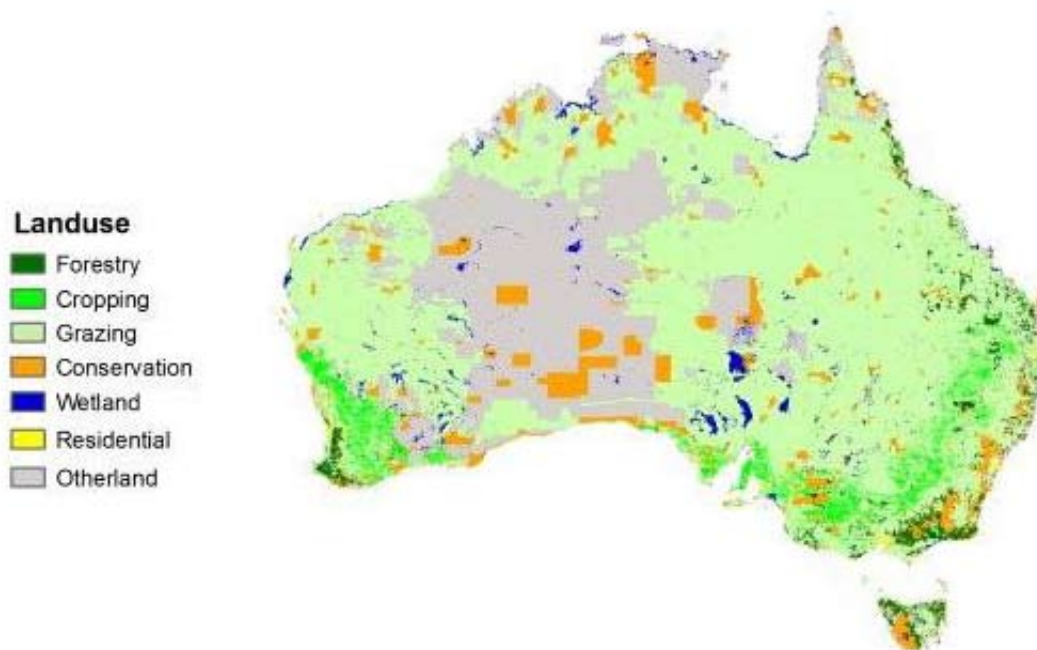 Landuse
Forestry
Cropping
Grazing
Conservation
Wetland
Residential
Otherland